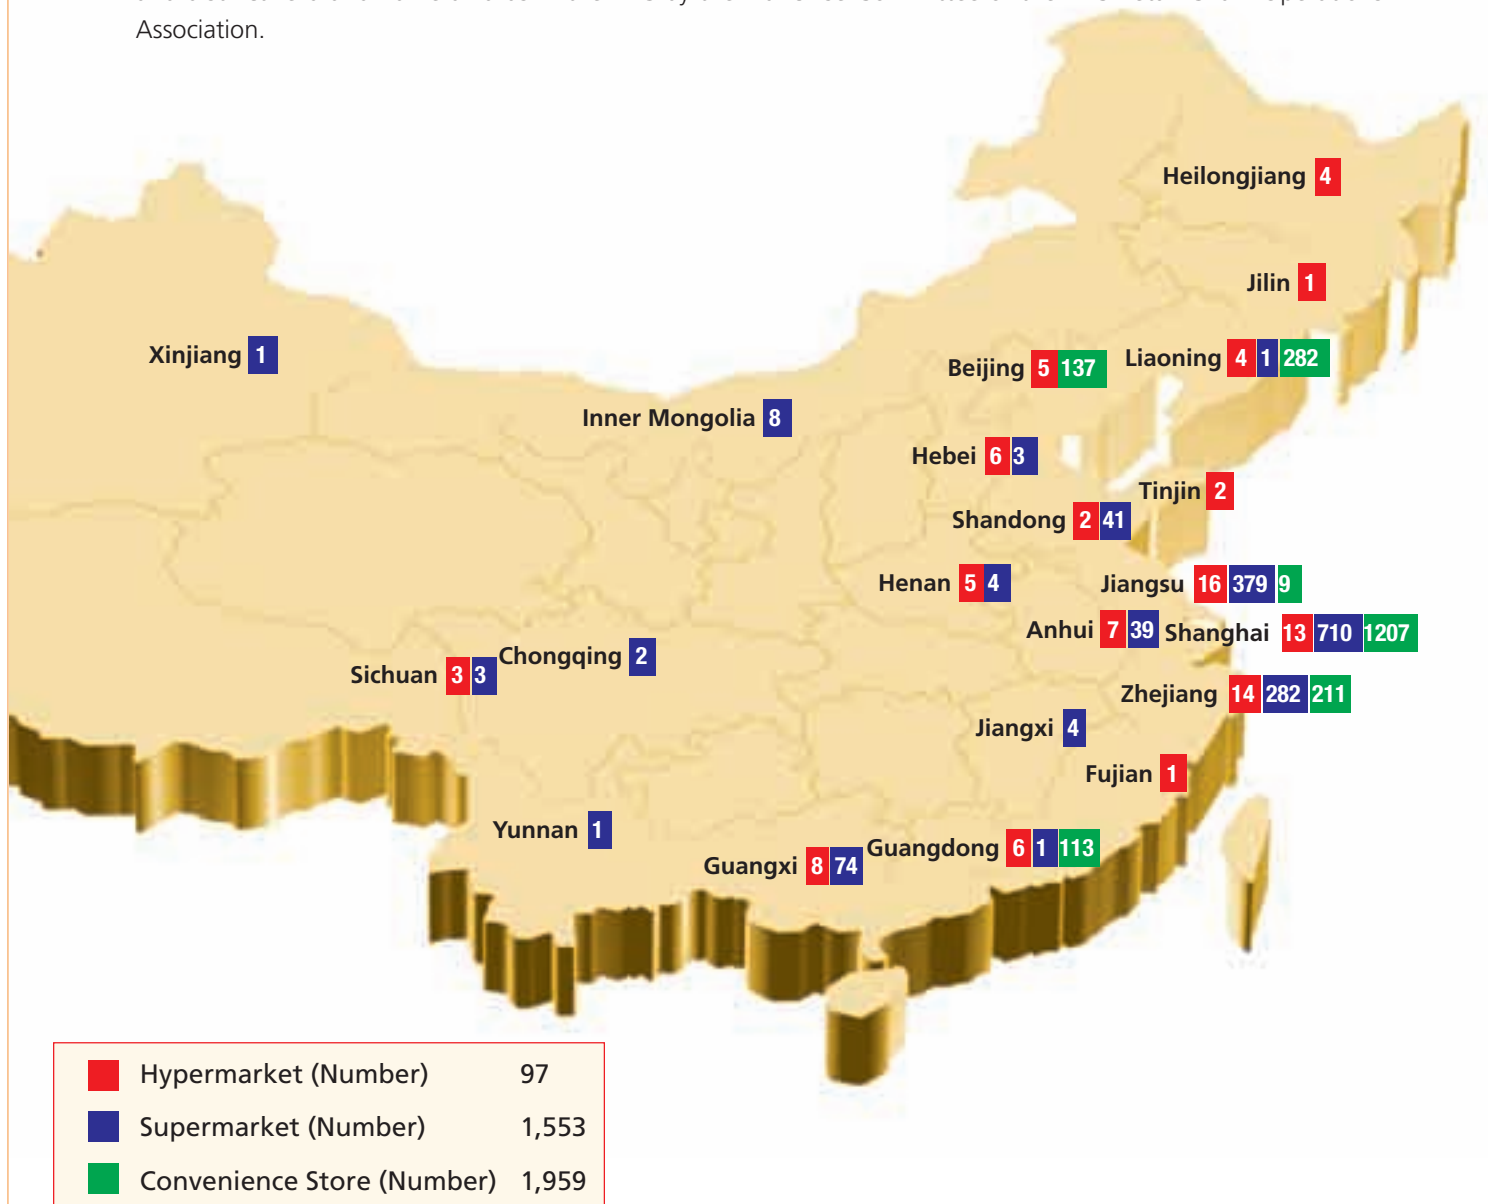 Association.
Heilongjiang 4
Jilin 1
Xinjiang 1
Beijing 5 137
Liaoning 4 1 282
Inner Mongolia 8
Hebei 6 3
Tinjin 2
Shandong 2 41
Henan 5 4
Jiangsu 16 379 9
Anhui 7 39
Shanghai 13 710 1207
Chongqing 2
Sichuan 3 3
Zhejiang 14 282 211
Jiangxi 4
Fujian 1
Yunnan 1
Guangdong 6 1 113
Guangxi 8 74
Hypermarket (Number) 97
Supermarket (Number) 1,553
Convenience Store (Number) 1,959